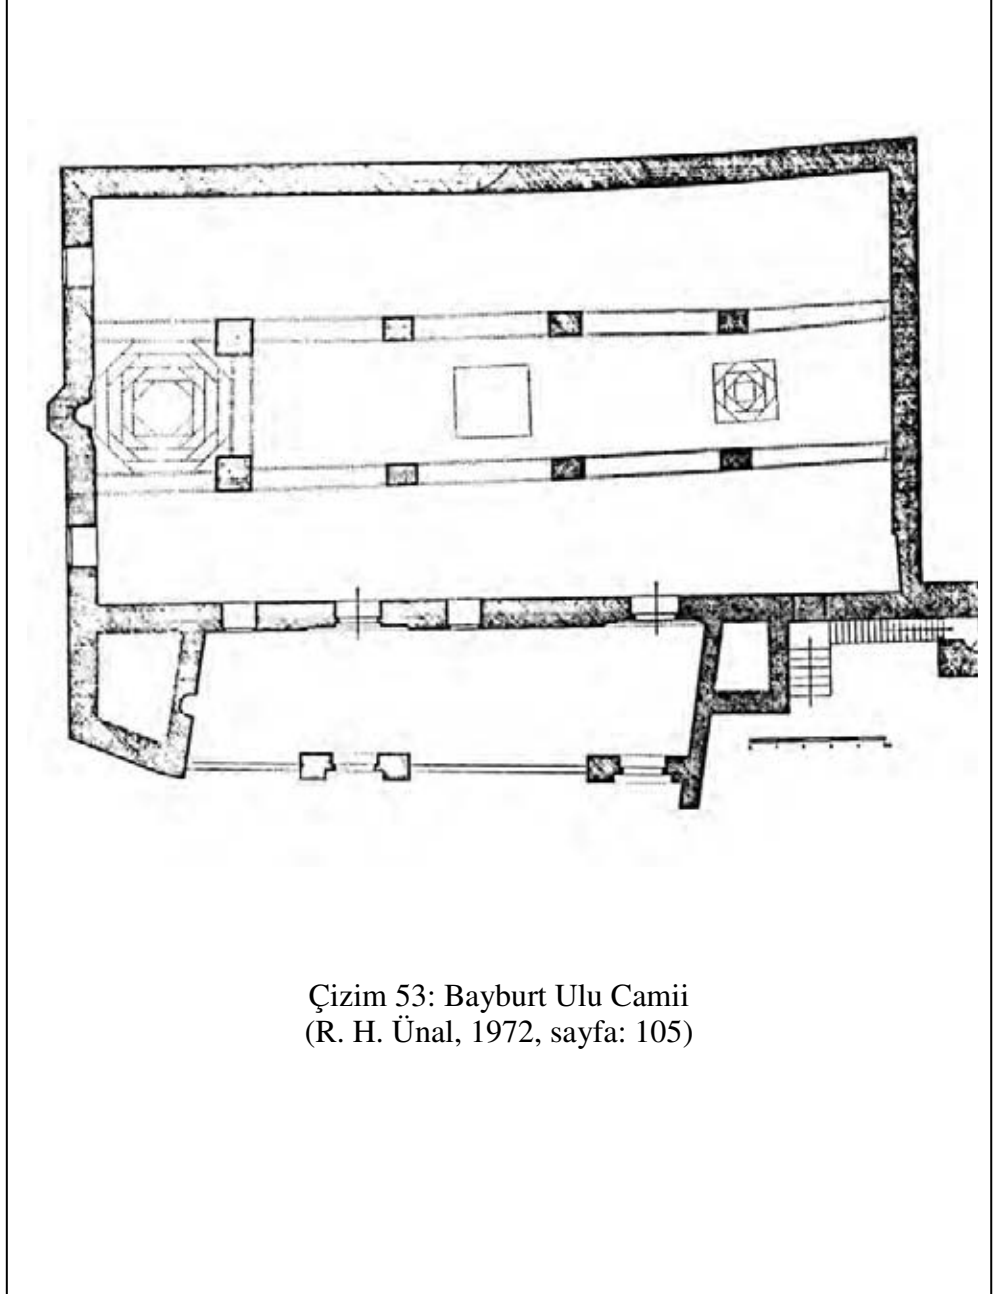 Çizim 53: Bayburt Ulu Camii
(R. H. Ünal, 1972, sayfa: 105)